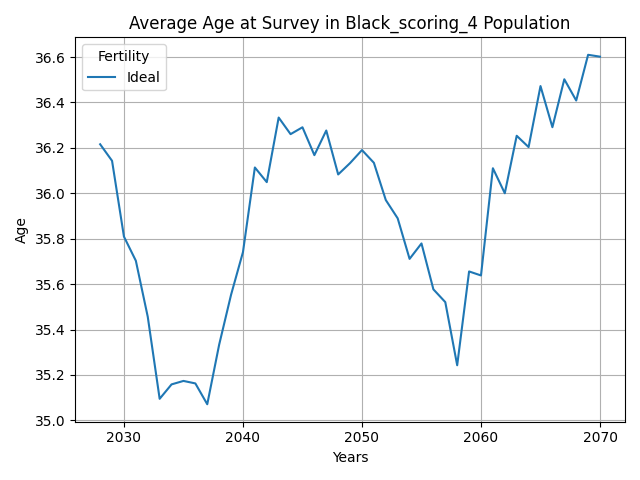 Average Age at Survey in Black_scoring_4 Population
Fertility
Ideal
36.6
36.4
36.2
36.0
35.8
35.6
35.4
35.2
35.0
Age
2030 2040 2050 2060 2070
Years